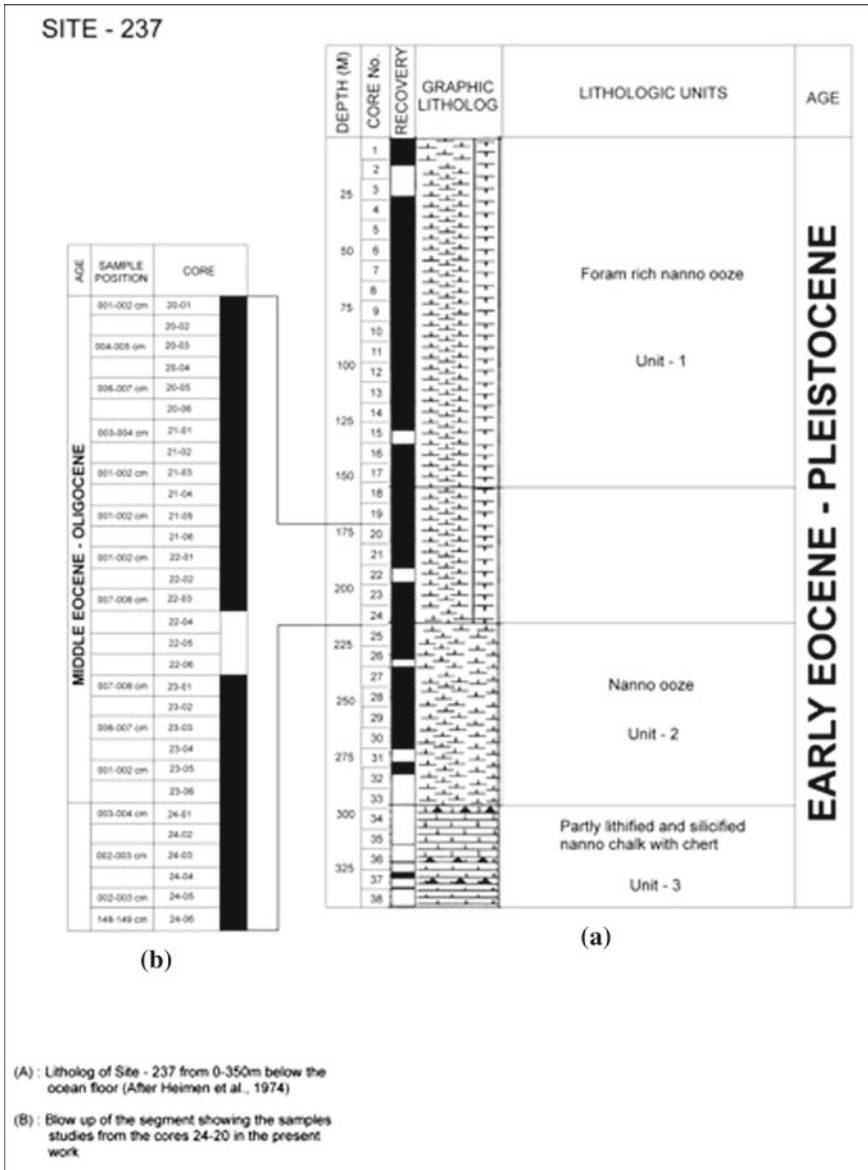 SITE - 237
DEPTH (M)
CORE No.
RECOVERY
GRAPHIC
LITHOLOG
LITHOLOGIC UNITS
AGE
1
2
3
4
5
6
7
8
9
10
11
12
13
14
15
16
17
18
19
20
21
22
23
24
25
26
27
28
29
30
31
32
33
34
35
36
37
38
25
50
75
100
125
150
175
200
225
250
275
300
325
Foram rich nanno ooze
Unit - 1
Nanno ooze
Unit - 2
Partly lithified and silicified
nanno chalk with chert
Unit - 3
EARLY EOCENE - PLEISTOCENE
(a)
AGE
SAMPLE
POSITION
CORE
MIDDLE EOCENE - OLIGOCENE
001-002 cm 20-01
20-02
004-005 cm 20-03
20-04
006-007 cm 20-05
20-06
003-004 cm 21-01
21-02
001-002 cm 21-03
21-04
001-002 cm 21-05
21-06
001-002 cm 22-01
22-02
007-008 cm 22-03
22-04
22-05
22-06
007-008 cm 23-01
23-02
006-007 cm 23-03
23-04
001-002 cm 23-05
23-06
003-004 cm 24-01
24-02
002-003 cm 24-03
24-04
002-003 cm 24-05
148-149 cm 24-06
(b)
(A) : Litholog of Site - 237 from 0-350m below the
ocean floor (After Heimen et al., 1974)
(B) : Blow up of the segment showing the samples
studies from the cores 24-20 in the present
work